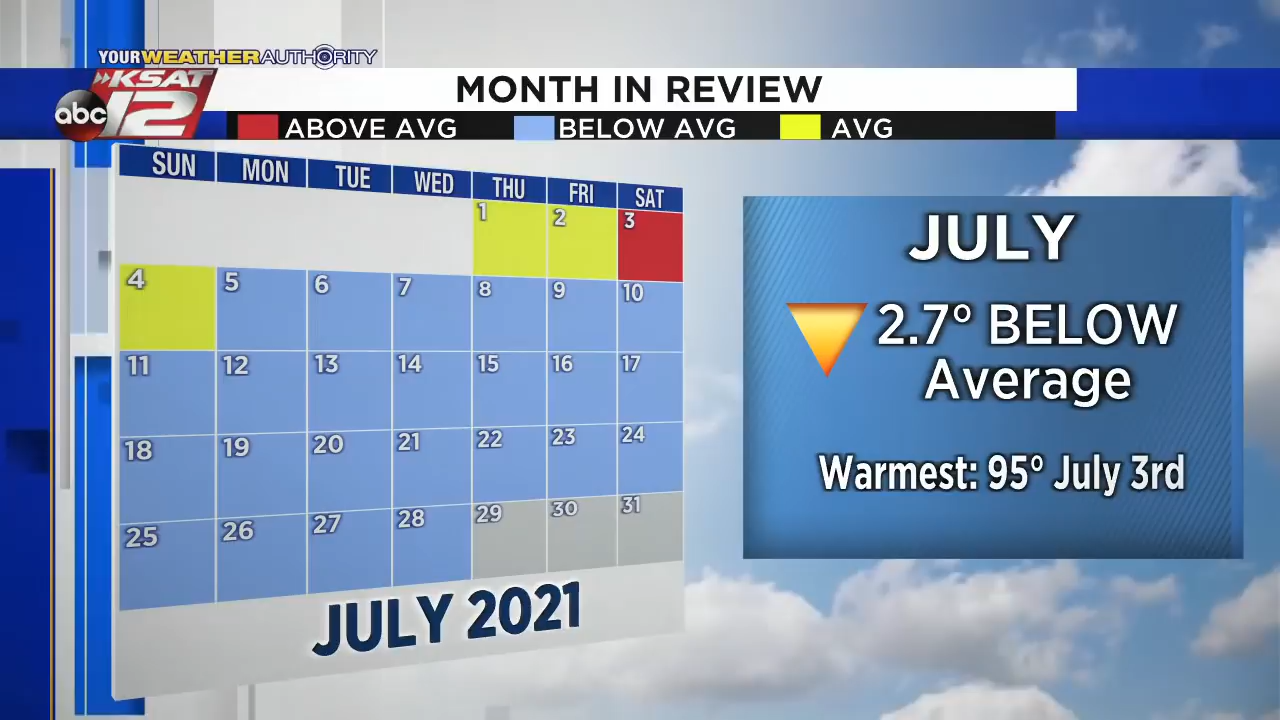 YOUR WEATHER AUTHORITY
KSAT
abc 12
MONTH IN REVIEW
ABOVE AVG BELOW AVG AVG
SUN MON TUE WED THU FRI SAT
1 2 3
4 5 6 7 8 9 10
11 12 13 14 15 16 17
18 19 20 21 22 23 24
25 26 27 28 29 30 31
JULY 2021
JULY
2.7° BELOW
Average
Warmest: 95° July 3rd